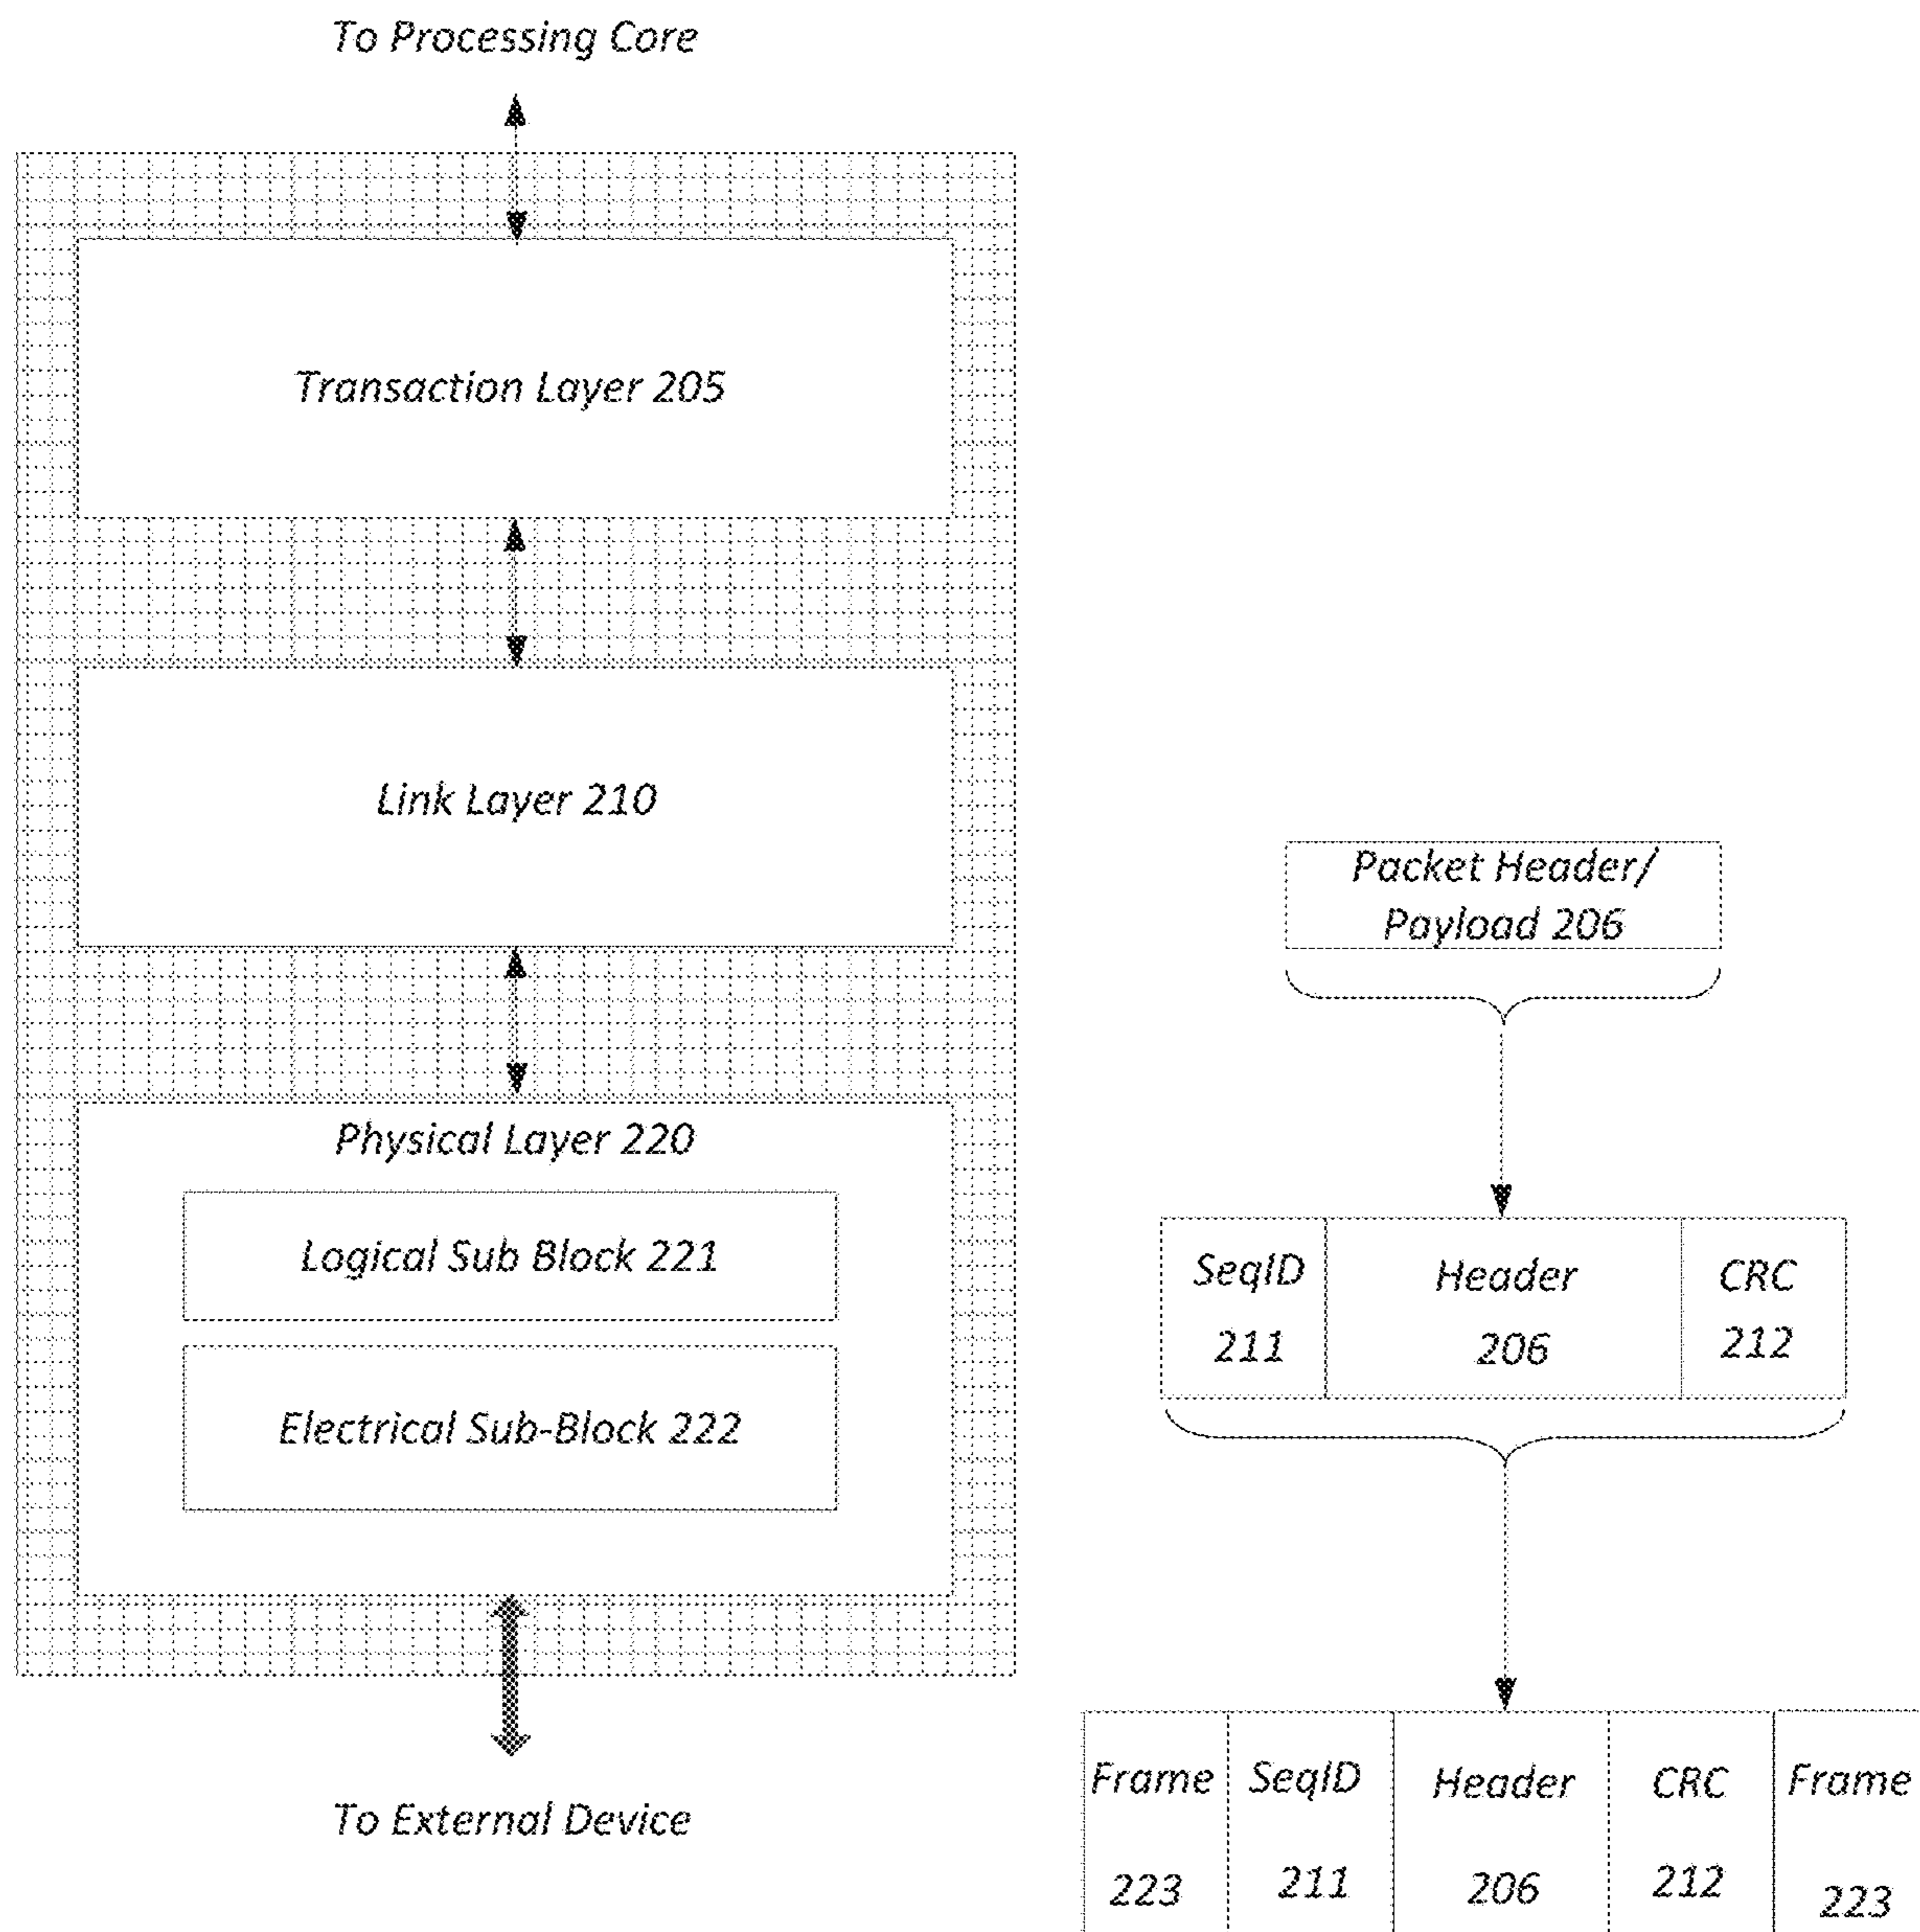 To Processing Core
Transaction Layer 205
Link Layer 210
Physical Layer 220
Logical Sub Block 221
Electrical Sub-Block 222
To External Device
Packet Header/
Payload 206
SeqID
211
Header
206
CRC
212
Frame
223
SeqID
211
Header
206
CRC
212
Frame
223